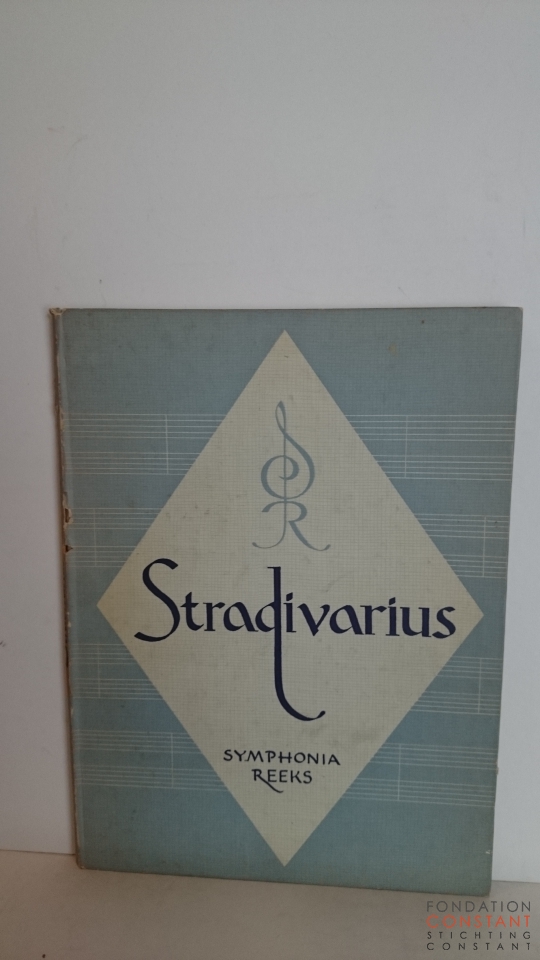 SR
Stradivarius
SYMPHONIA
REEKS
FONDATION
CONSTANT
STICHTING
CONSTANT